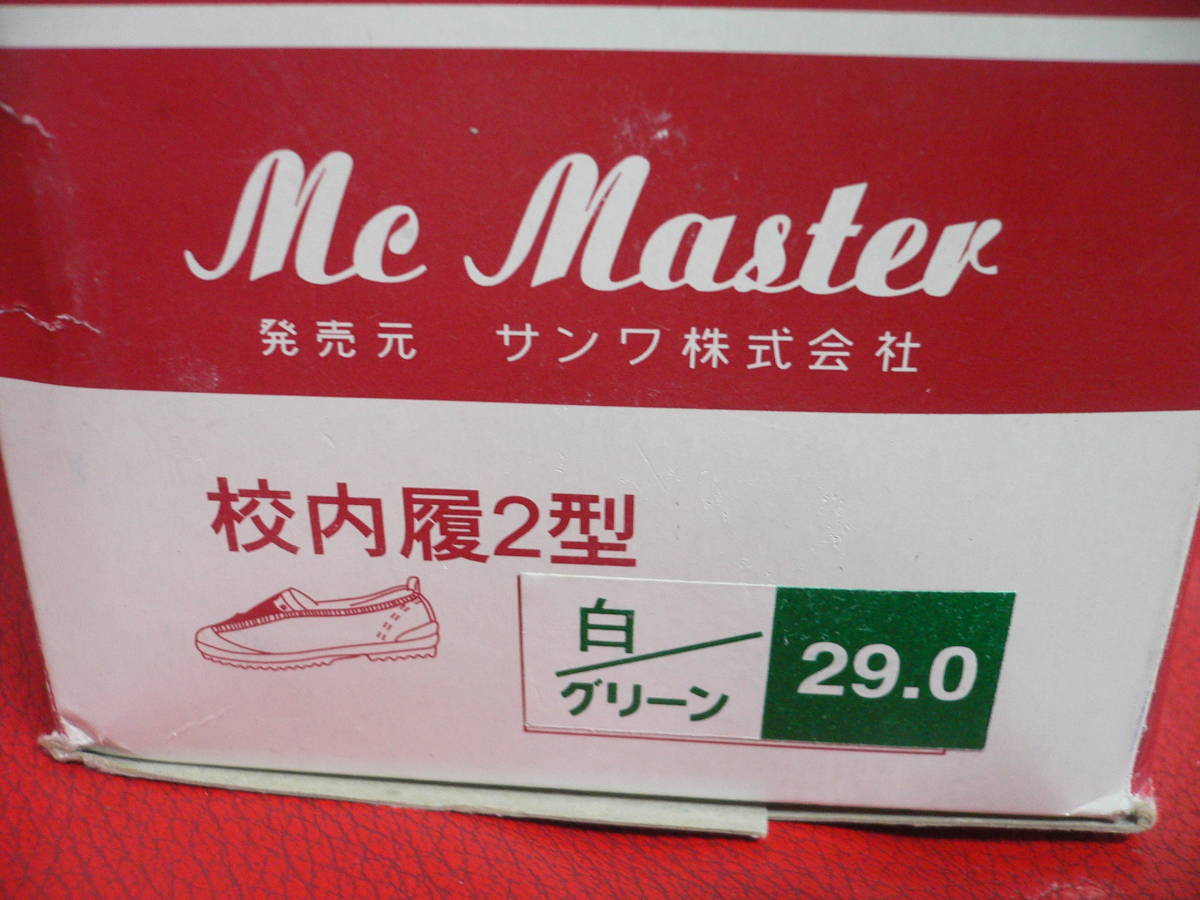 Mc Master
発売元 サンワ株式会社
校内履2型
白/グリーン 29.0